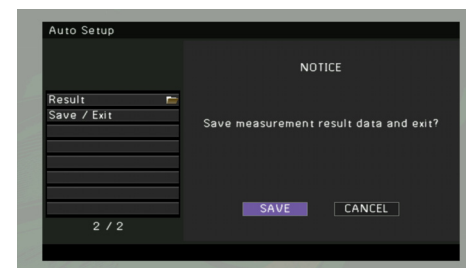 Auto Setup
NOTICE
Result
Save / Exit
Save measurement result data and exit?
SAVE
CANCEL
2 / 2